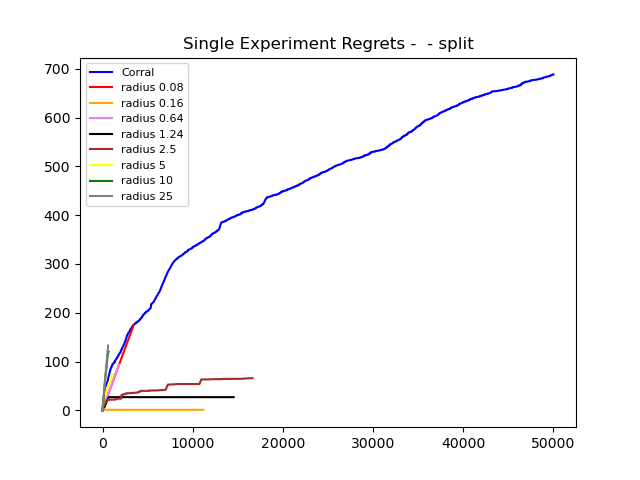 Single Experiment Regrets -  - split
700
600
500
400
300
200
100
0
Corral
radius 0.08
radius 0.16
radius 0.64
radius 1.24
radius 2.5
radius 5
radius 10
radius 25
0 10000 20000 30000 40000 50000